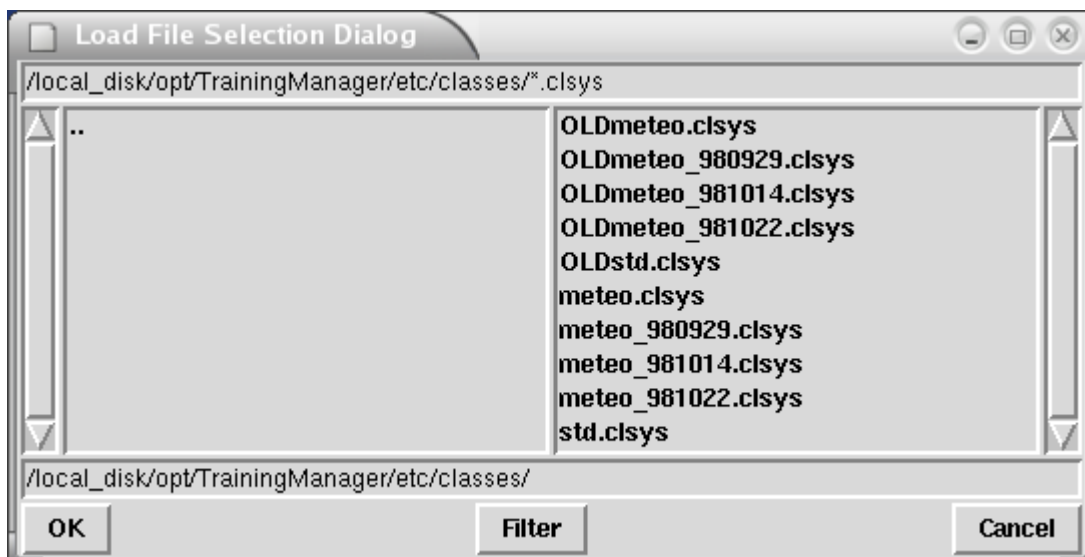 Load File Selection Dialog
/local_disk/opt/TrainingManager/etc/classes/*.clsys
..
OLDmeteo.clsys
OLDmeteo_980929.clsys
OLDmeteo_981014.clsys
OLDmeteo_981022.clsys
OLDstd.clsys
meteo.clsys
meteo_980929.clsys
meteo_981014.clsys
meteo_981022.clsys
std.clsys
/local_disk/opt/TrainingManager/etc/classes/
OK
Filter
Cancel